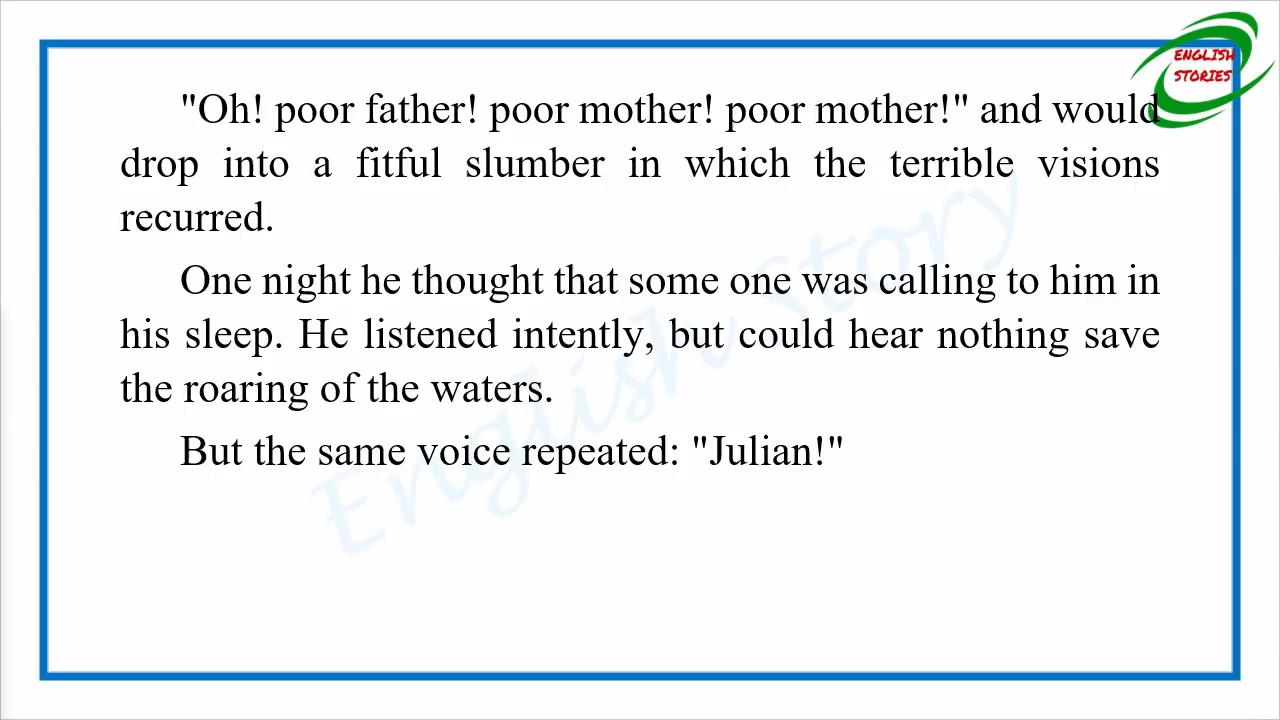 ENGLISH
STORIES
"Oh! poor father! poor mother! poor mother!" and would
drop into a fitful slumber in which the terrible visions
recurred.
One night he thought that some one was calling to him in
his sleep. He listened intently, but could hear nothing save
the roaring of the waters.
But the same voice repeated: "Julian!"
English Story